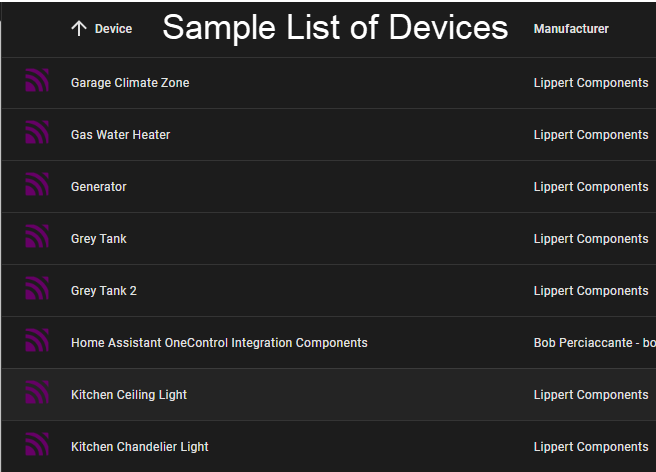 Device Sample List of Devices Manufacturer
Garage Climate Zone Lippert Components
Gas Water Heater Lippert Components
Generator Lippert Components
Grey Tank Lippert Components
Grey Tank 2 Lippert Components
Home Assistant OneControl Integration Components Bob Perciaccante - bo
Kitchen Ceiling Light Lippert Components
Kitchen Chandelier Light Lippert Components